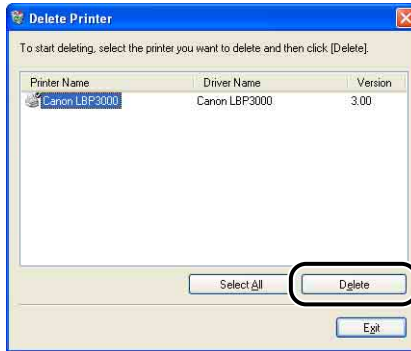 Delete Printer
To start deleting, select the printer you want to delete and then click [Delete].
Printer Name Driver Name Version
Canon LBP3000 Canon LBP3000 3.00
Select All Delete
Exit